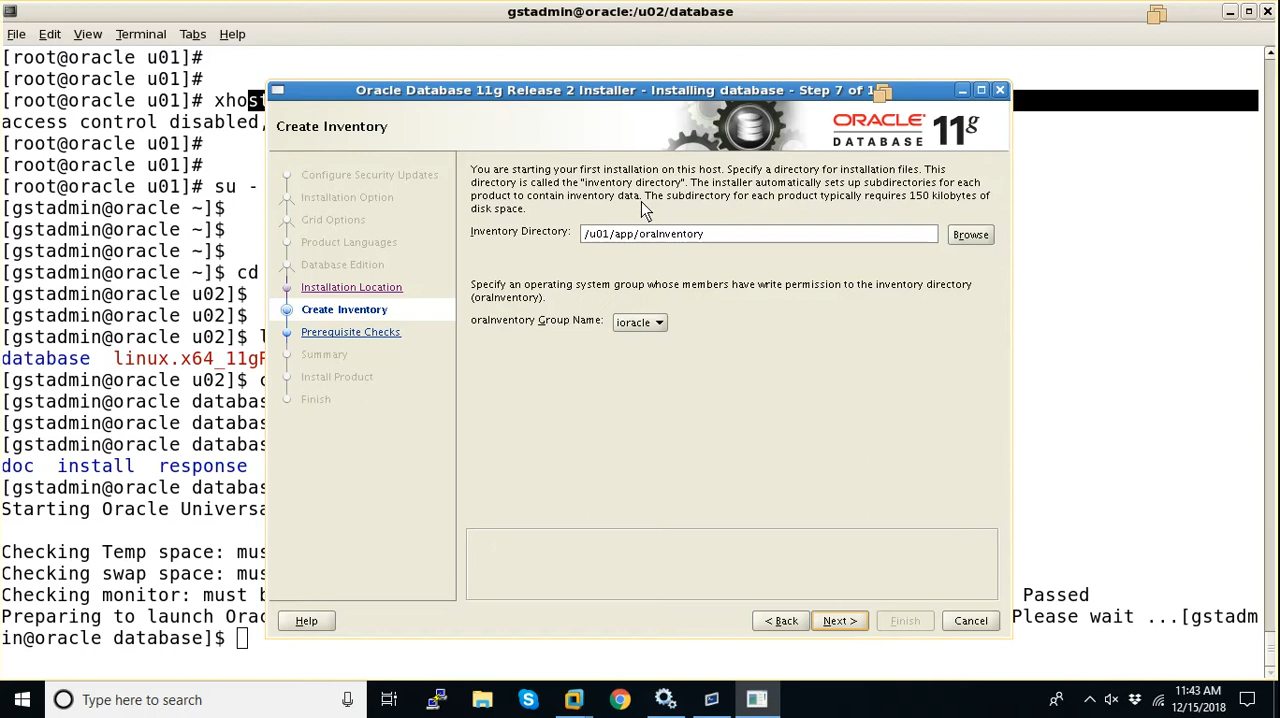 gstadmin@oracle:/u02/database
File Edit View Terminal Tabs Help
[root@oracle u01]#
[root@oracle u01]#
[root@oracle u01]# xhost
access control disabled,
[root@oracle u01]#
[root@oracle u01]#
[root@oracle u01]# su -
[gstadmin@oracle ~]$
[gstadmin@oracle ~]$
[gstadmin@oracle ~]$
[gstadmin@oracle ~]$ cd
[gstadmin@oracle u02]$
[gstadmin@oracle u02]$
[gstadmin@oracle u02]$ l
database linux.x64_11gR
[gstadmin@oracle u02]$ c
[gstadmin@oracle databas
[gstadmin@oracle databas
[gstadmin@oracle databas
doc install response
[gstadmin@oracle databas
Starting Oracle Universa
Checking Temp space: mus
Checking swap space: mus
Checking monitor: must b Passed
Preparing to launch Orac Please wait ...[gstadm
in@oracle database]$
Oracle Database 11g Release 2 Installer - Installing database - Step 7 of 1
Create Inventory
ORACLE
DATABASE 11g
Configure Security Updates
Installation Option
Grid Options
Product Languages
Database Edition
Installation Location
Create Inventory
Prerequisite Checks
Summary
Install Product
Finish
You are starting your first installation on this host. Specify a directory for installation files. This
directory is called the "inventory directory". The installer automatically sets up subdirectories for each
product to contain inventory data. The subdirectory for each product typically requires 150 kilobytes of
disk space.
Inventory Directory: /u01/app/oraInventory Browse
Specify an operating system group whose members have write permission to the inventory directory
(oraInventory).
oraInventory Group Name: ioracle
Help < Back Next > Finish Cancel
Type here to search
11:43 AM
12/15/2018